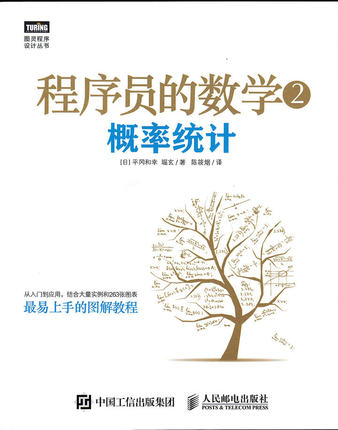 TURING
图灵程序
设计丛书
程序员的数学2
概率统计
[日] 平冈和幸 堀玄 / 著 陈筱烟 / 译
从入门到应用，结合大量实例和263张图表
最易上手的图解教程
中国工信出版集团
人民邮电出版社
POSTS & TELECOM PRESS